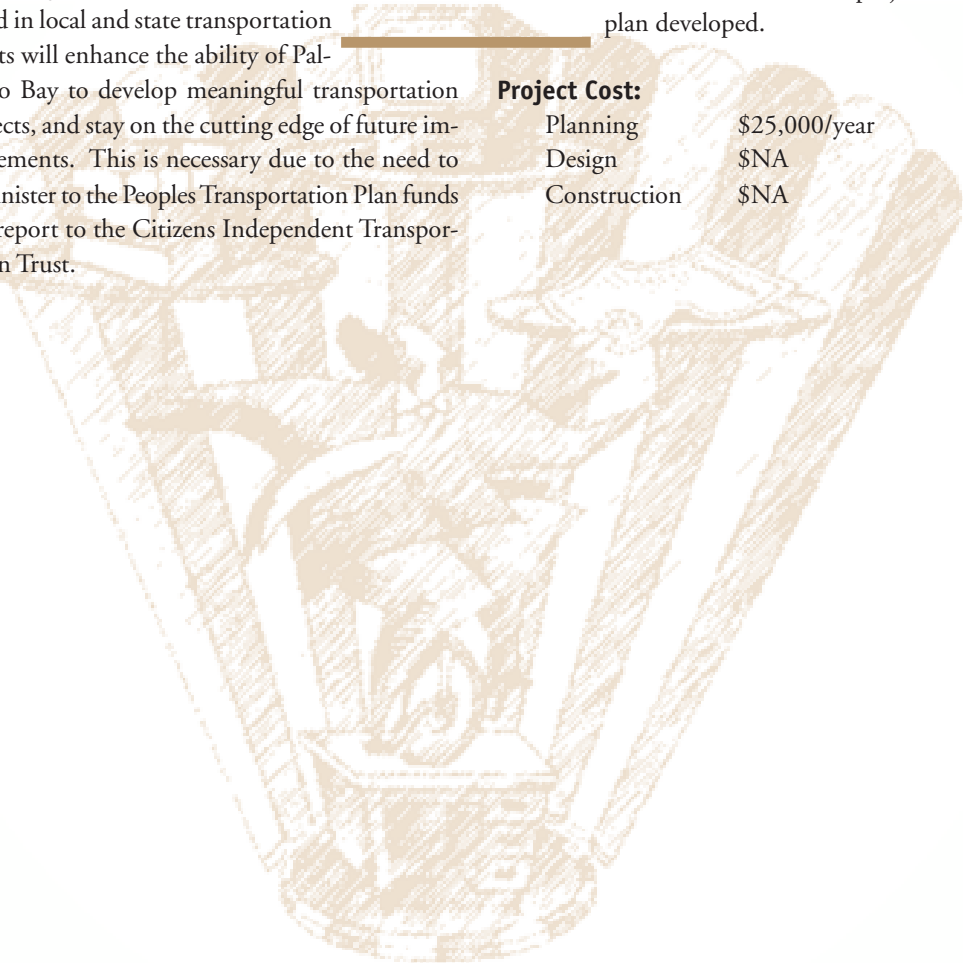 d in local and state transportation
ts will enhance the ability of Pal-
o Bay to develop meaningful transportation
ects, and stay on the cutting edge of future im-
ements. This is necessary due to the need to
inister to the Peoples Transportation Plan funds
report to the Citizens Independent Transpor-
n Trust.
plan developed.
Project Cost:
Planning $25,000/year
Design $NA
Construction $NA